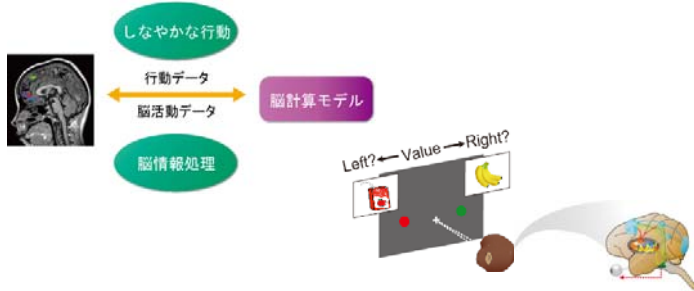 しなやかな行動
行動データ
脳活動データ
脳計算モデル
脳情報処理
Left? ← Value → Right?